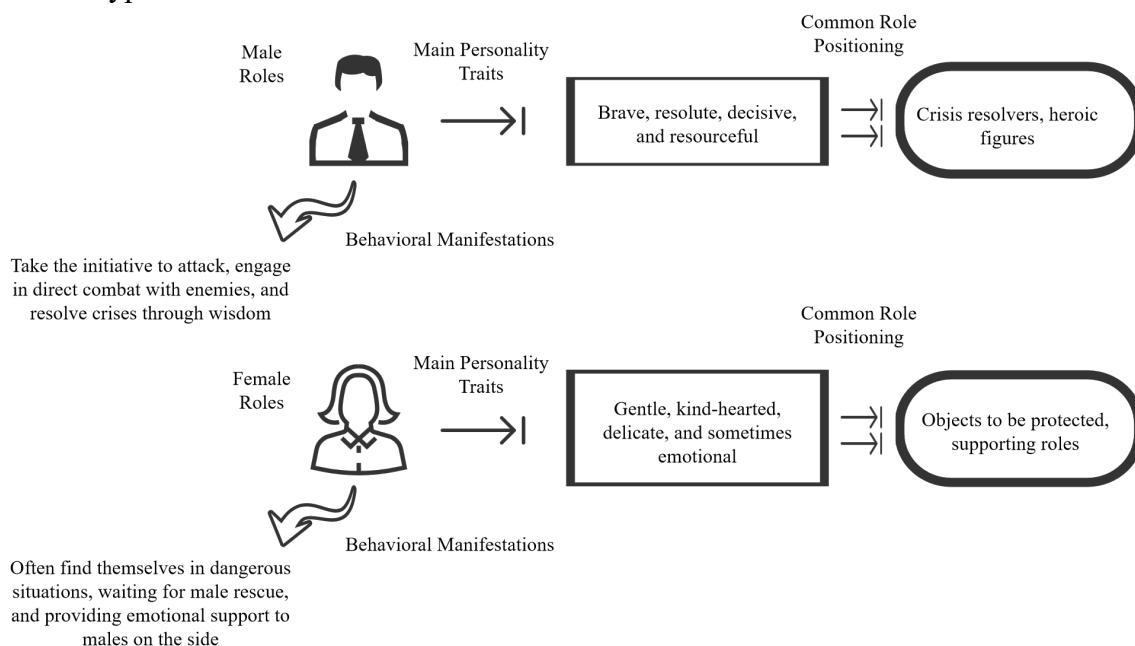 Male
Roles
Main Personality
Traits
Brave, resolute, decisive,
and resourceful
Common Role
Positioning
Crisis resolvers, heroic
figures
Behavioral Manifestations
Take the initiative to attack, engage
in direct combat with enemies, and
resolve crises through wisdom
Female
Roles
Main Personality
Traits
Gentle, kind-hearted,
delicate, and sometimes
emotional
Common Role
Positioning
Objects to be protected,
supporting roles
Behavioral Manifestations
Often find themselves in dangerous
situations, waiting for male rescue,
and providing emotional support to
males on the side